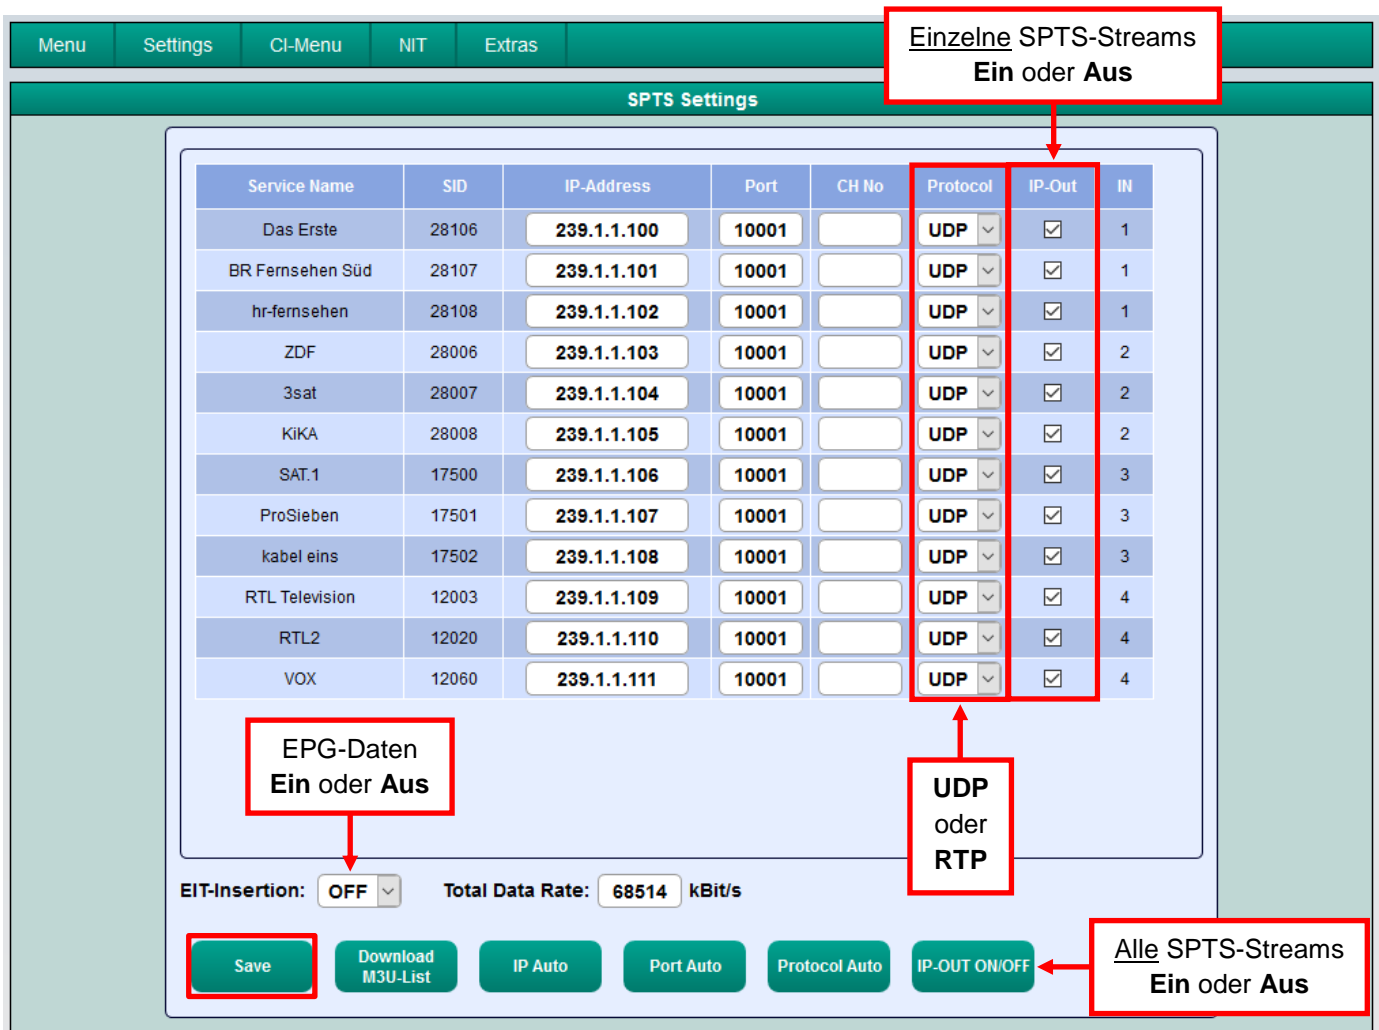 Menu Settings CI-Menu NIT Extras
Einzelne SPTS-Streams
Ein oder Aus
SPTS Settings
Service Name SID IP-Address Port CH No Protocol IP-Out IN
Das Erste 28106 239.1.1.100 10001 UDP 1
BR Fernsehen Süd 28107 239.1.1.101 10001 UDP 1
hr-fernsehen 28108 239.1.1.102 10001 UDP 1
ZDF 28006 239.1.1.103 10001 UDP 2
3sat 28007 239.1.1.104 10001 UDP 2
KiKA 28008 239.1.1.105 10001 UDP 2
SAT.1 17500 239.1.1.106 10001 UDP 3
ProSieben 17501 239.1.1.107 10001 UDP 3
kabel eins 17502 239.1.1.108 10001 UDP 3
RTL Television 12003 239.1.1.109 10001 UDP 4
RTL2 12020 239.1.1.110 10001 UDP 4
VOX 12060 239.1.1.111 10001 UDP 4
EPG-Daten
Ein oder Aus
UDP
oder
RTP
EIT-Insertion: OFF Total Data Rate: 68514 kBit/s
Save
Download
M3U-List
IP Auto
Port Auto
Protocol Auto
IP-OUT ON/OFF
Alle SPTS-Streams
Ein oder Aus